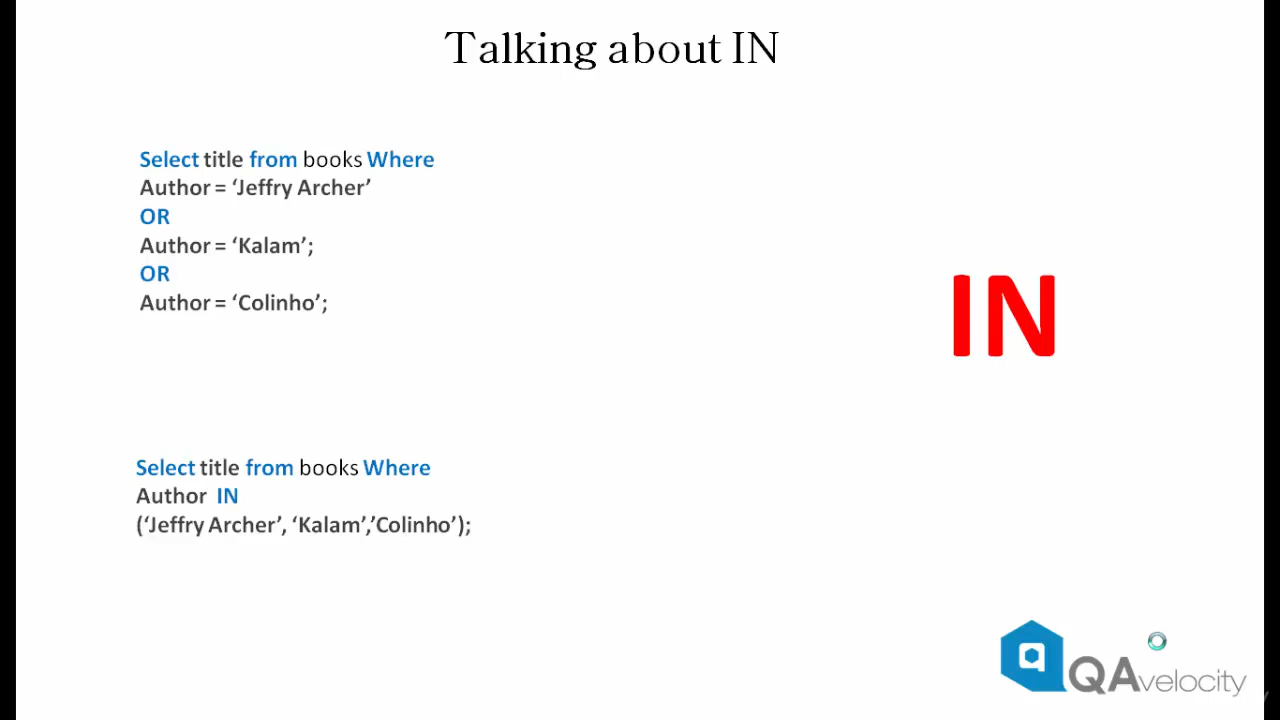 Talking about IN
Select title from books Where
Author = ‘Jeffry Archer’
OR
Author = ‘Kalam’;
OR
Author = ‘Colinho’;
IN
Select title from books Where
Author IN
(‘Jeffry Archer’, ‘Kalam’,’Colinho’);
QAvelocity